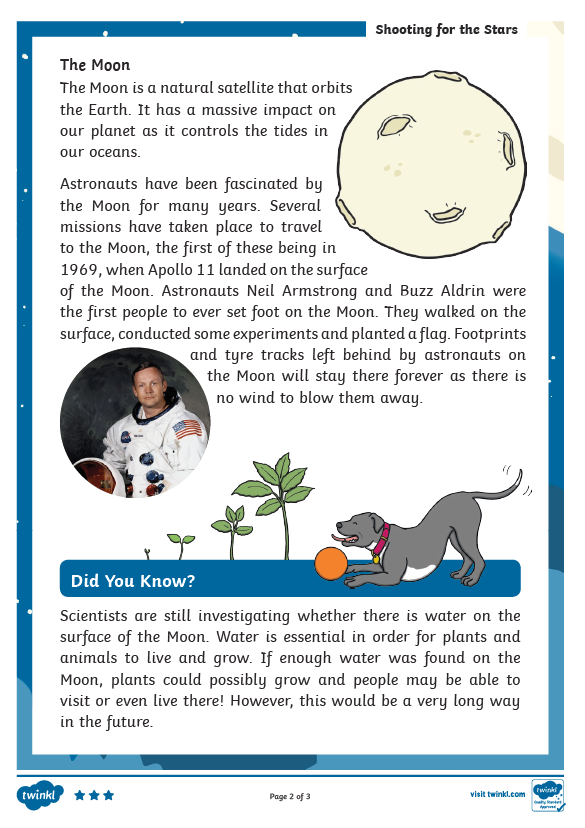 Shooting for the Stars
The Moon
The Moon is a natural satellite that orbits
the Earth. It has a massive impact on
our planet as it controls the tides in
our oceans.
Astronauts have been fascinated by
the Moon for many years. Several
missions have taken place to travel
to the Moon, the first of these being in
1969, when Apollo 11 landed on the surface
of the Moon. Astronauts Neil Armstrong and Buzz Aldrin were
the first people to ever set foot on the Moon. They walked on the
surface, conducted some experiments and planted a flag. Footprints
and tyre tracks left behind by astronauts on
the Moon will stay there forever as there is
no wind to blow them away.
Did You Know?
Scientists are still investigating whether there is water on the
surface of the Moon. Water is essential in order for plants and
animals to live and grow. If enough water was found on the
Moon, plants could possibly grow and people may be able to
visit or even live there! However, this would be a very long way
in the future.
twinkl
Page 2 of 3
visit twinkl.com
twinkl
Quality Standard
Approved